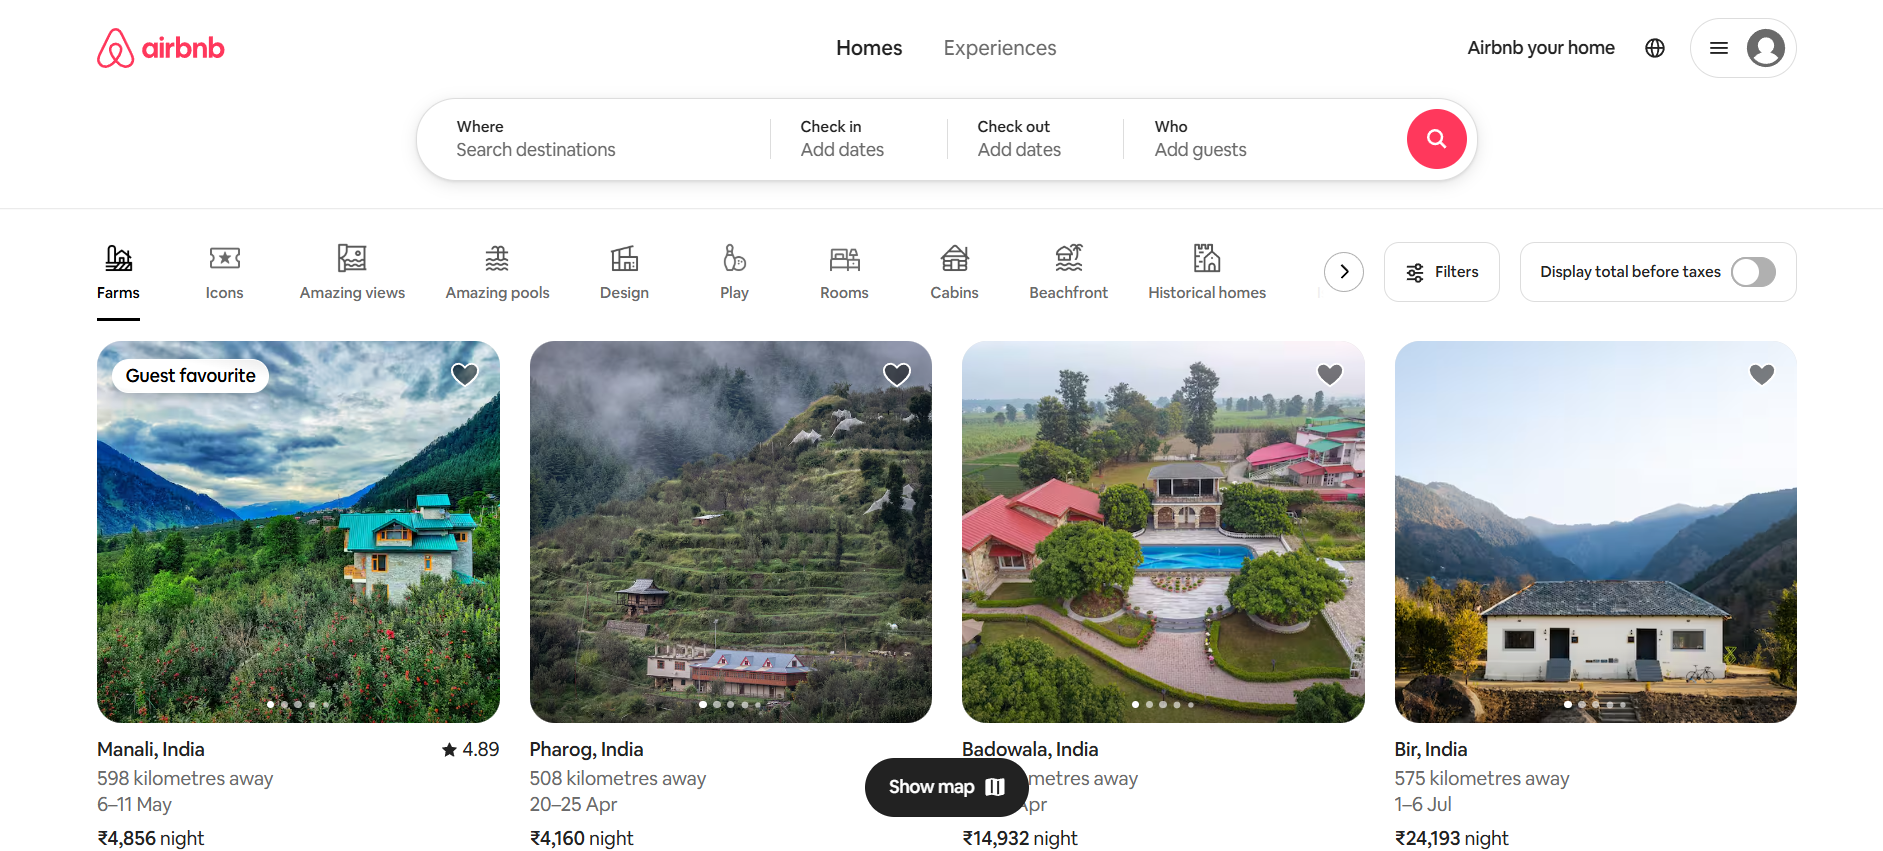 airbnb
Homes
Experiences
Airbnb your home
Where
Search destinations
Check in
Add dates
Check out
Add dates
Who
Add guests
Farms
Icons
Amazing views
Amazing pools
Design
Play
Rooms
Cabins
Beachfront
Historical homes
Filters
Display total before taxes
Guest favourite
Manali, India
4.89
598 kilometres away
6–11 May
₹4,856 night
Pharog, India
508 kilometres away
20–25 Apr
₹4,160 night
Show map
Badowala, India
away
₹14,932 night
Bir, India
575 kilometres away
1–6 Jul
₹24,193 night